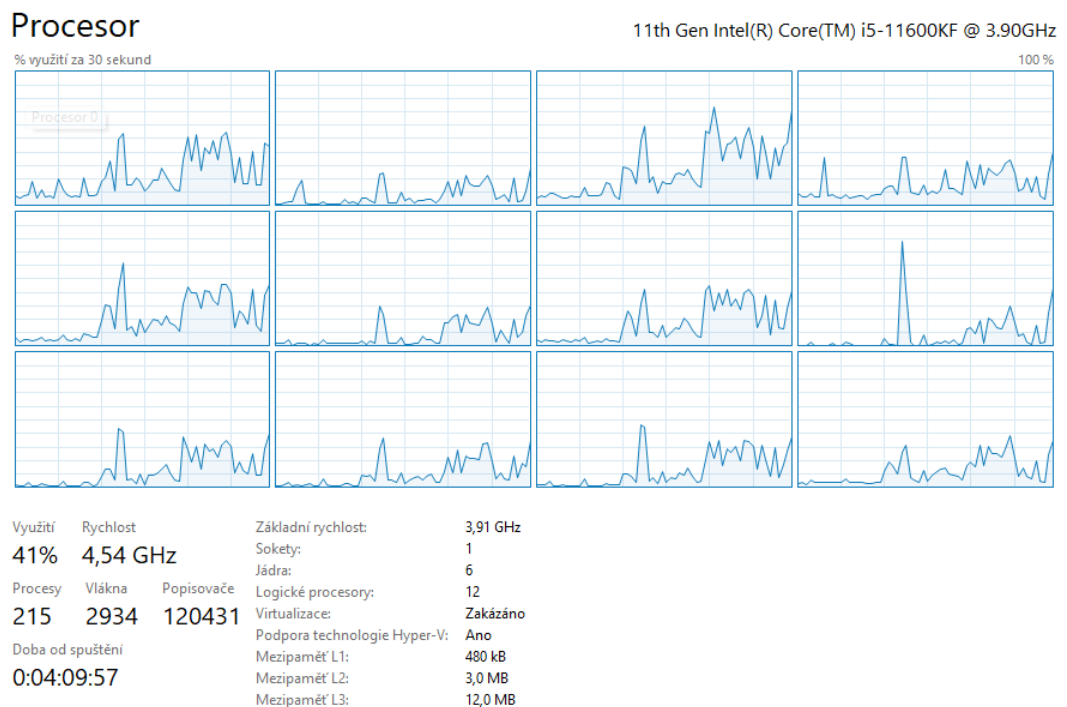 Procesor
11th Gen Intel(R) Core(TM) i5-11600KF @ 3.90GHz
% využití za 30 sekund
100 %
Procesor 0
Využití
Rychlost
41%
4,54 GHz
Procesy
Vlákna
Popisovače
215
2934
120431
Doba od spuštění
0:04:09:57
Základní rychlost:
3,91 GHz
Sokety:
1
Jádra:
6
Logické procesory:
12
Virtualizace:
Zakázáno
Podpora technologie Hyper-V:
Ano
Mezipaměť L1:
480 kB
Mezipaměť L2:
3,0 MB
Mezipaměť L3:
12,0 MB